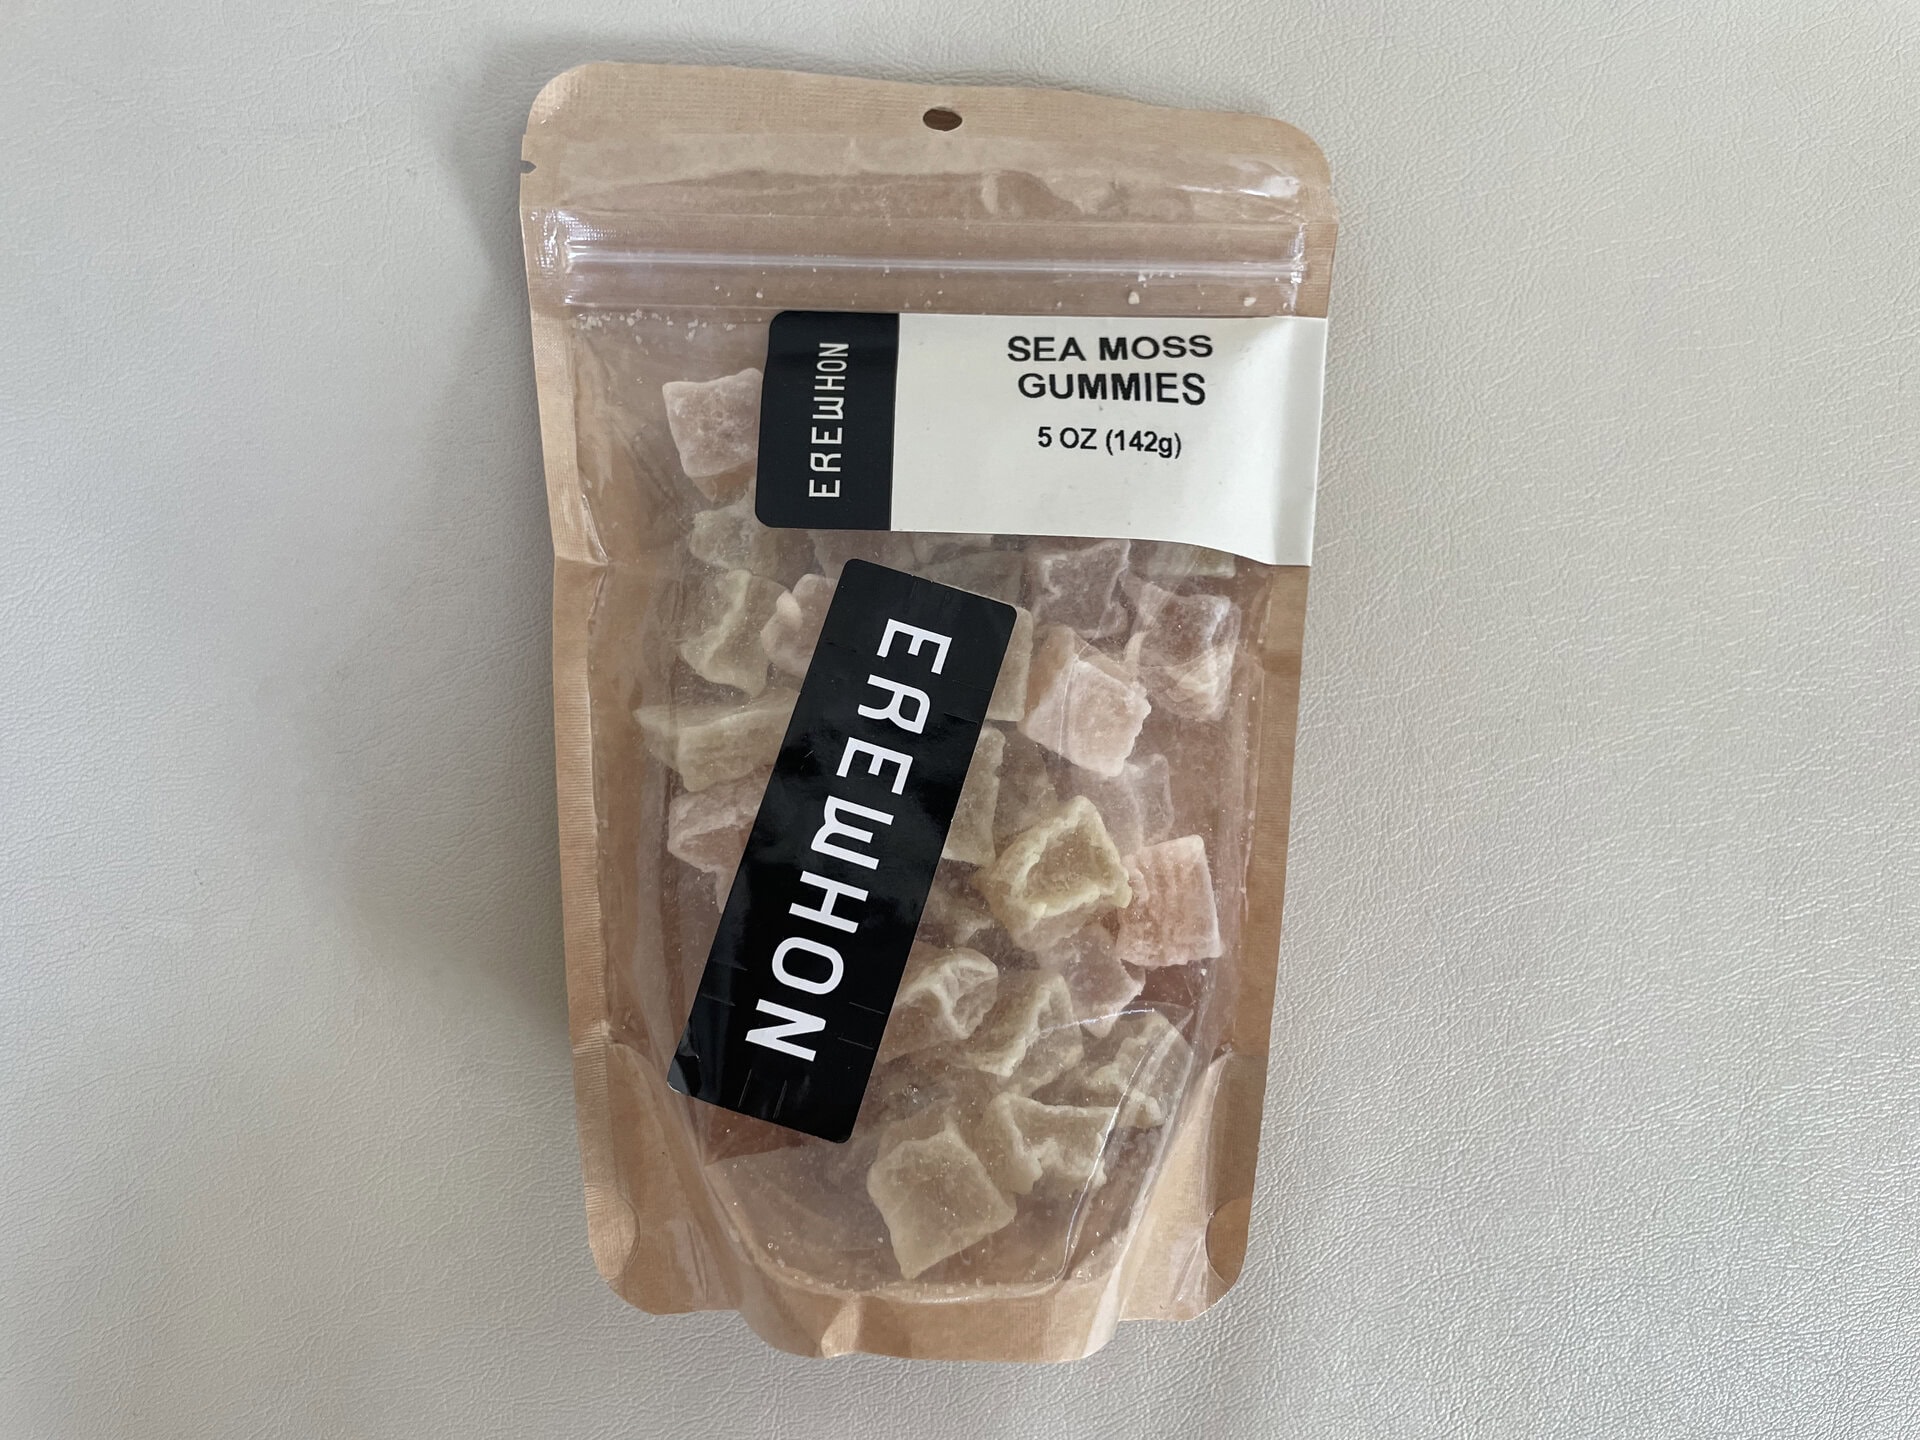 EREWHON
SEA MOSS
GUMMIES
5 OZ (142g)
EREWHON